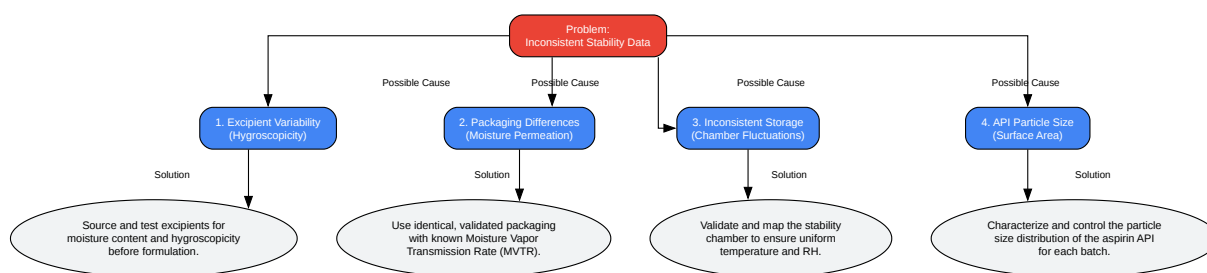 Problem:
Inconsistent Stability Data
Possible Cause
Possible Cause
Possible Cause
Possible Cause
1. Excipient Variability
(Hygroscopicity)
2. Packaging Differences
(Moisture Permeation)
3. Inconsistent Storage
(Chamber Fluctuations)
4. API Particle Size
(Surface Area)
Solution
Solution
Solution
Solution
Source and test excipients for
moisture content and hygroscopicity
before formulation.
Use identical, validated packaging
with known Moisture Vapor
Transmission Rate (MVTR).
Validate and map the stability
chamber to ensure uniform
temperature and RH.
Characterize and control the particle
size distribution of the aspirin API
for each batch.